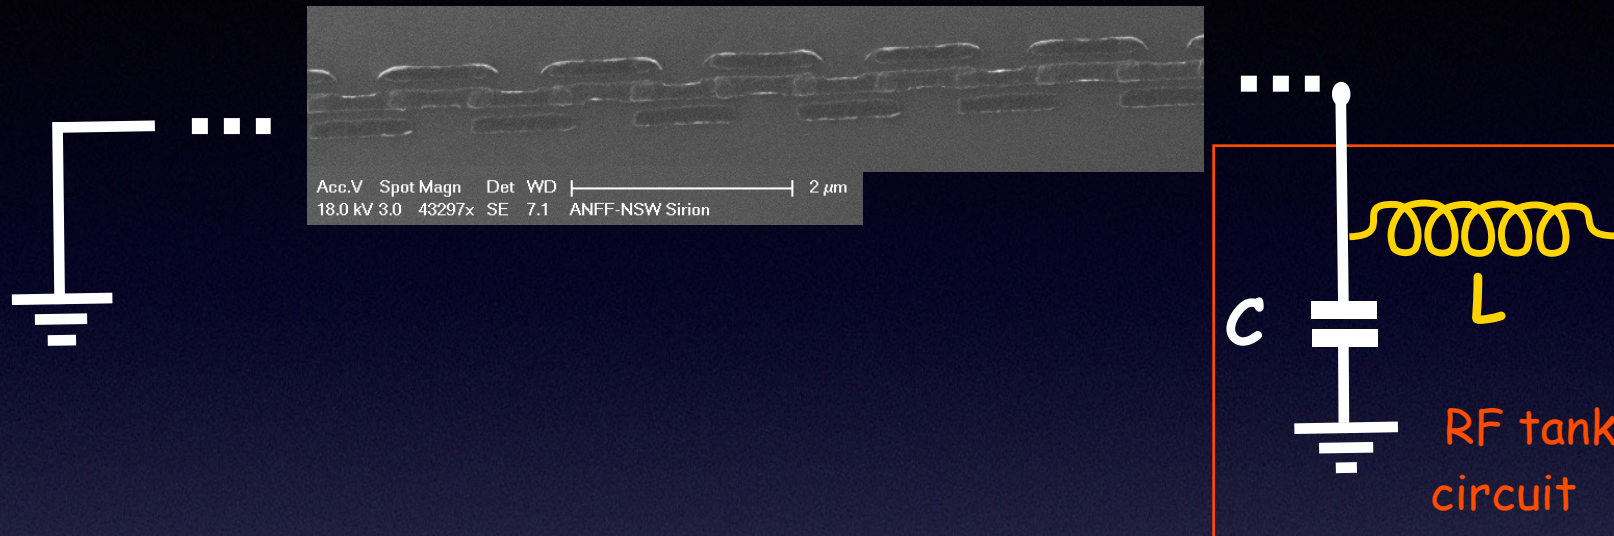 Acc.V Spot Magn Det WD 2 µm
18.0 kV 3.0 43297x SE 7.1 ANFF-NSW Sirion
C
L
RF tank
circuit